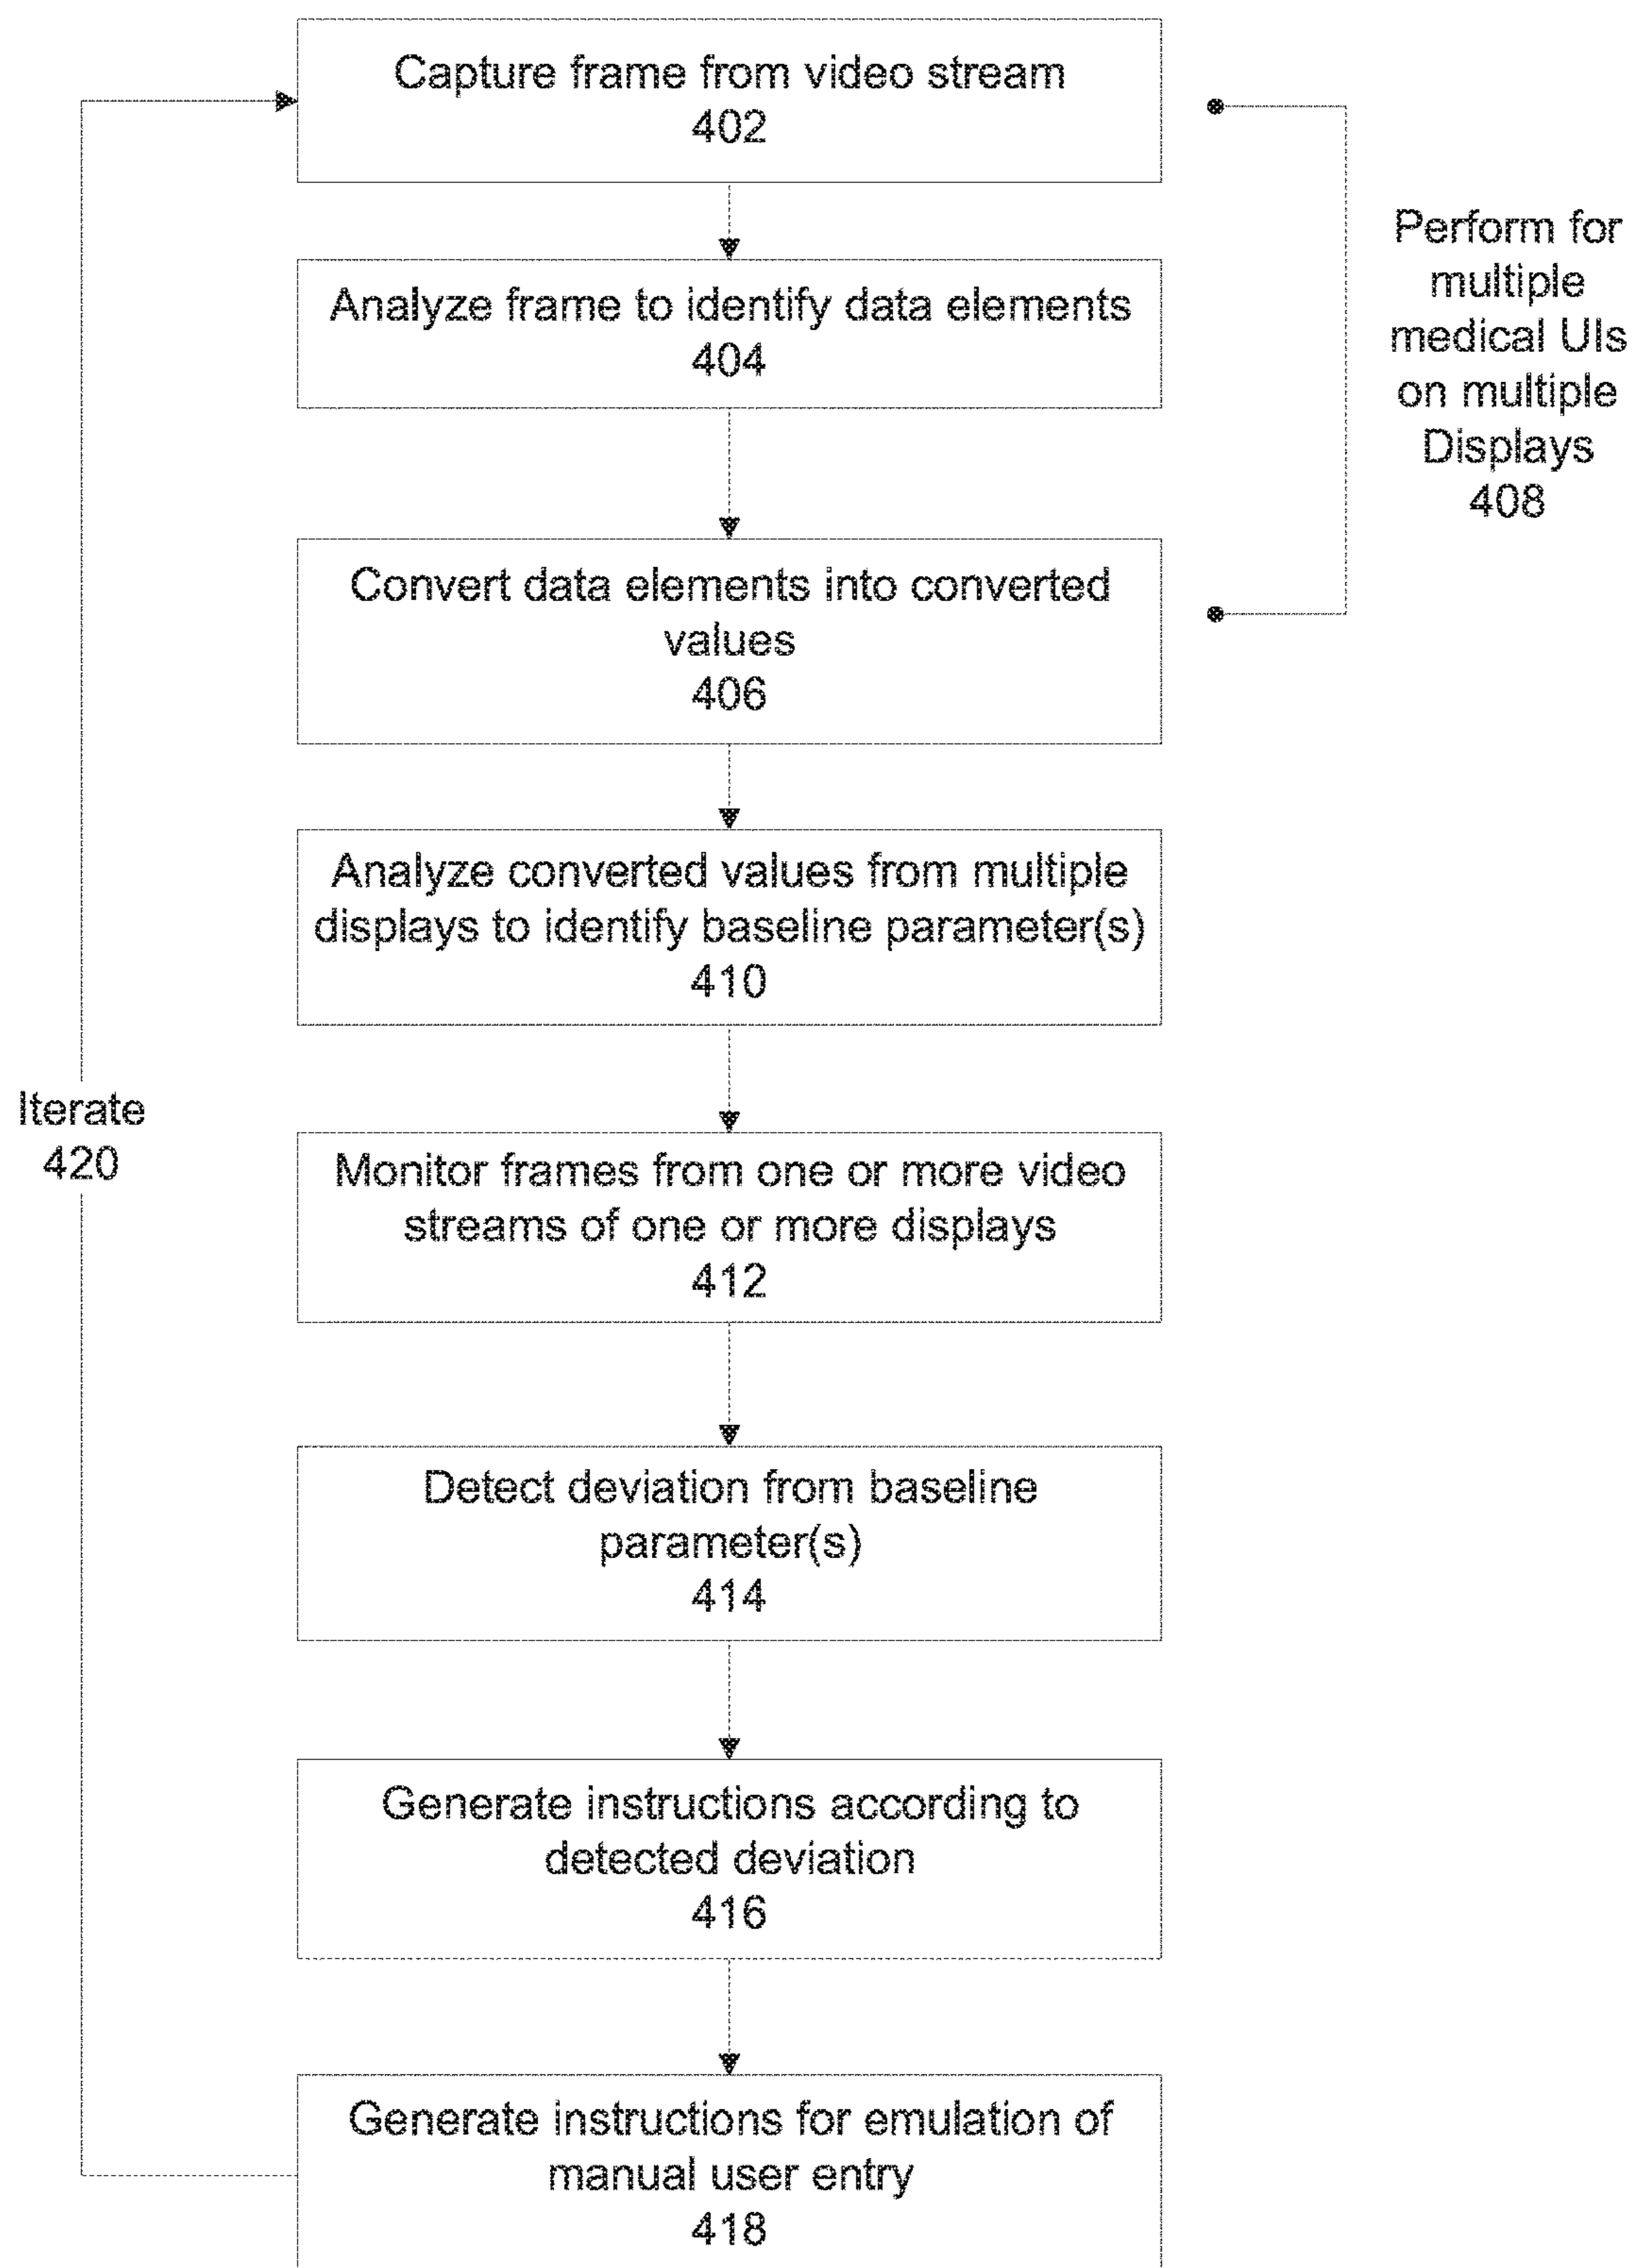 Capture frame from video stream
402
Analyze frame to identify data elements
404
Convert data elements into converted
values
406
Perform for
multiple
medical UIs
on multiple
Displays
408
Analyze converted values from multiple
displays to identify baseline parameter(s)
410
Monitor frames from one or more video
streams of one or more displays
412
Detect deviation from baseline
parameter(s)
414
Generate instructions according to
detected deviation
416
Generate instructions for emulation of
manual user entry
418
Iterate
420